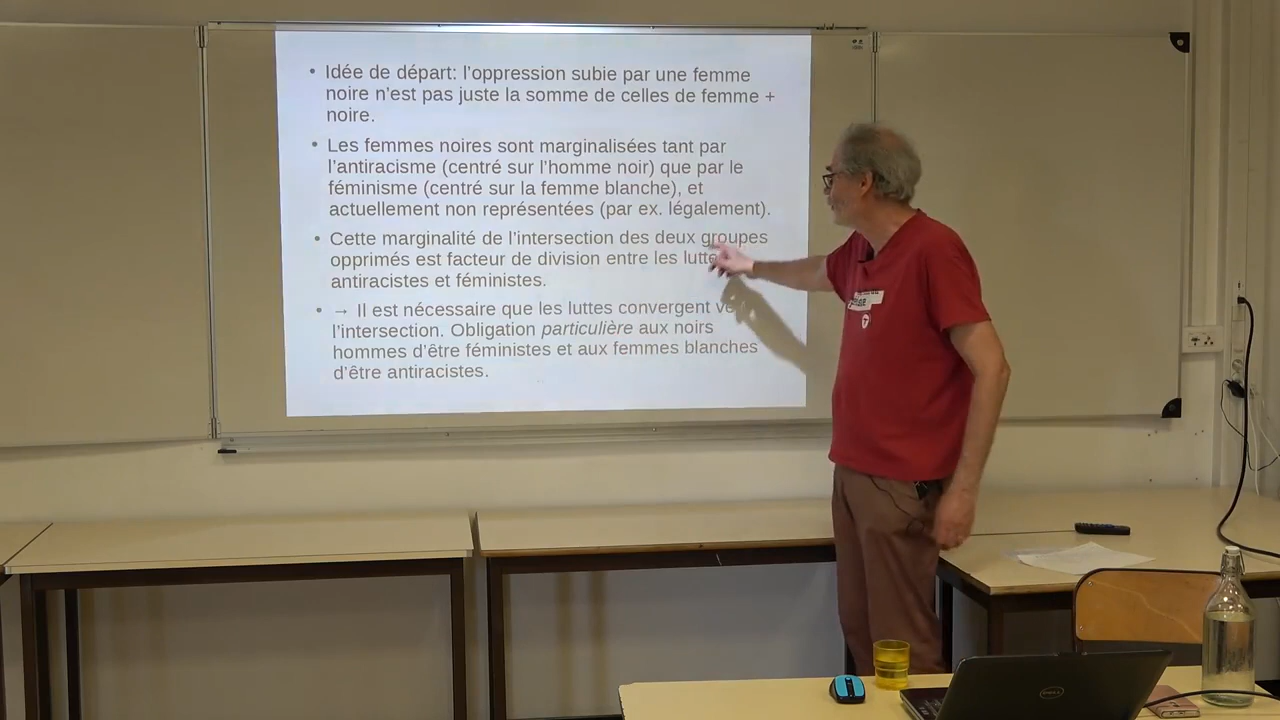 • Idée de départ: l'oppression subie par une femme
noire n'est pas juste la somme de celles de femme +
noire.
• Les femmes noires sont marginalisées tant par
l'antiracisme (centré sur l'homme noir) que par le
féminisme (centré sur la femme blanche), et
actuellement non représentées (par ex. légalement).
• Cette marginalité de l'intersection des deux groupes
opprimés est facteur de division entre les lutte
antiracistes et féministes.
• → Il est nécessaire que les luttes convergent
l'intersection. Obligation particulière aux noirs
hommes d'être féministes et aux femmes blanches
d'être antiracistes.
DELL